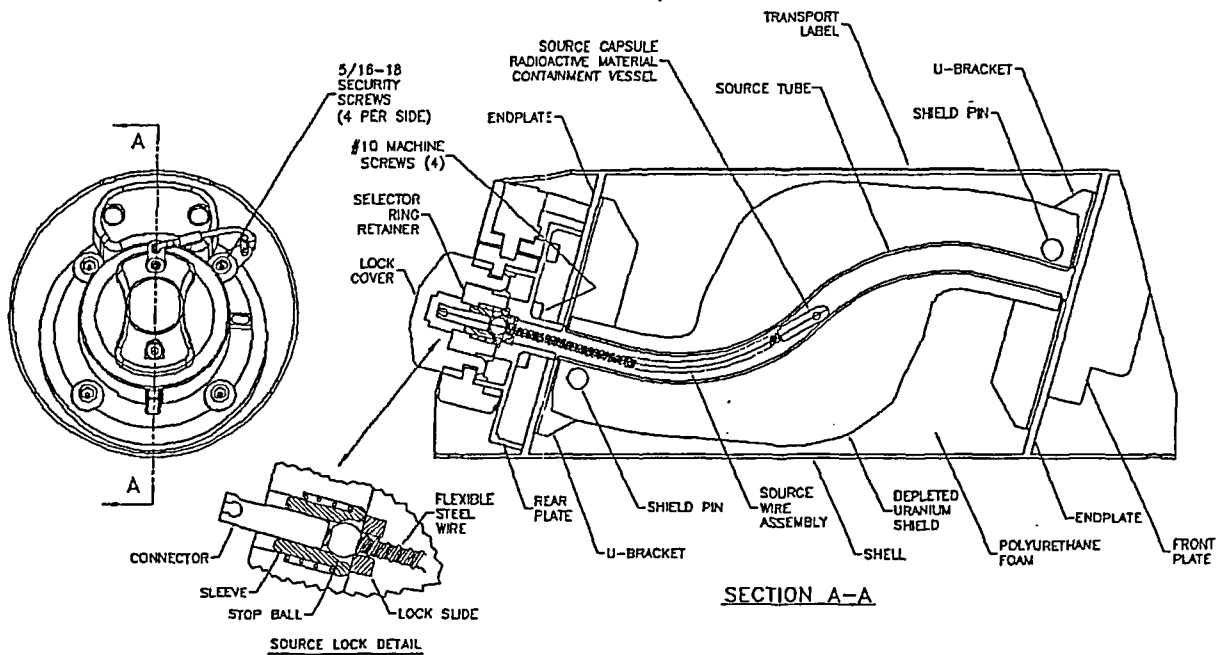 TRANSPORT
LABEL
SOURCE CAPSULE
RADIOACTIVE MATERIAL
CONTAINMENT VESSEL
U-BRACKET
5/16-18
SECURITY
SCREWS
(4 PER SIDE)
SOURCE TUBE
SHIELD PIN
ENDPLATE
A
#10 MACHINE
SCREWS (4)
SELECTOR
RING
RETAINER
LOCK
COVER
A
FLEXIBLE
STEEL
WIRE
REAR
PLATE
SHIELD PIN
SOURCE
WIRE
ASSEMBLY
DEPLETED
URANIUM
SHIELD
ENDPLATE
CONNECTOR
U-BRACKET
SHELL
POLYURETHANE
FOAM
FRONT
PLATE
SLEEVE
STOP BALL
LOCK SLIDE
SECTION A-A
SOURCE LOCK DETAIL